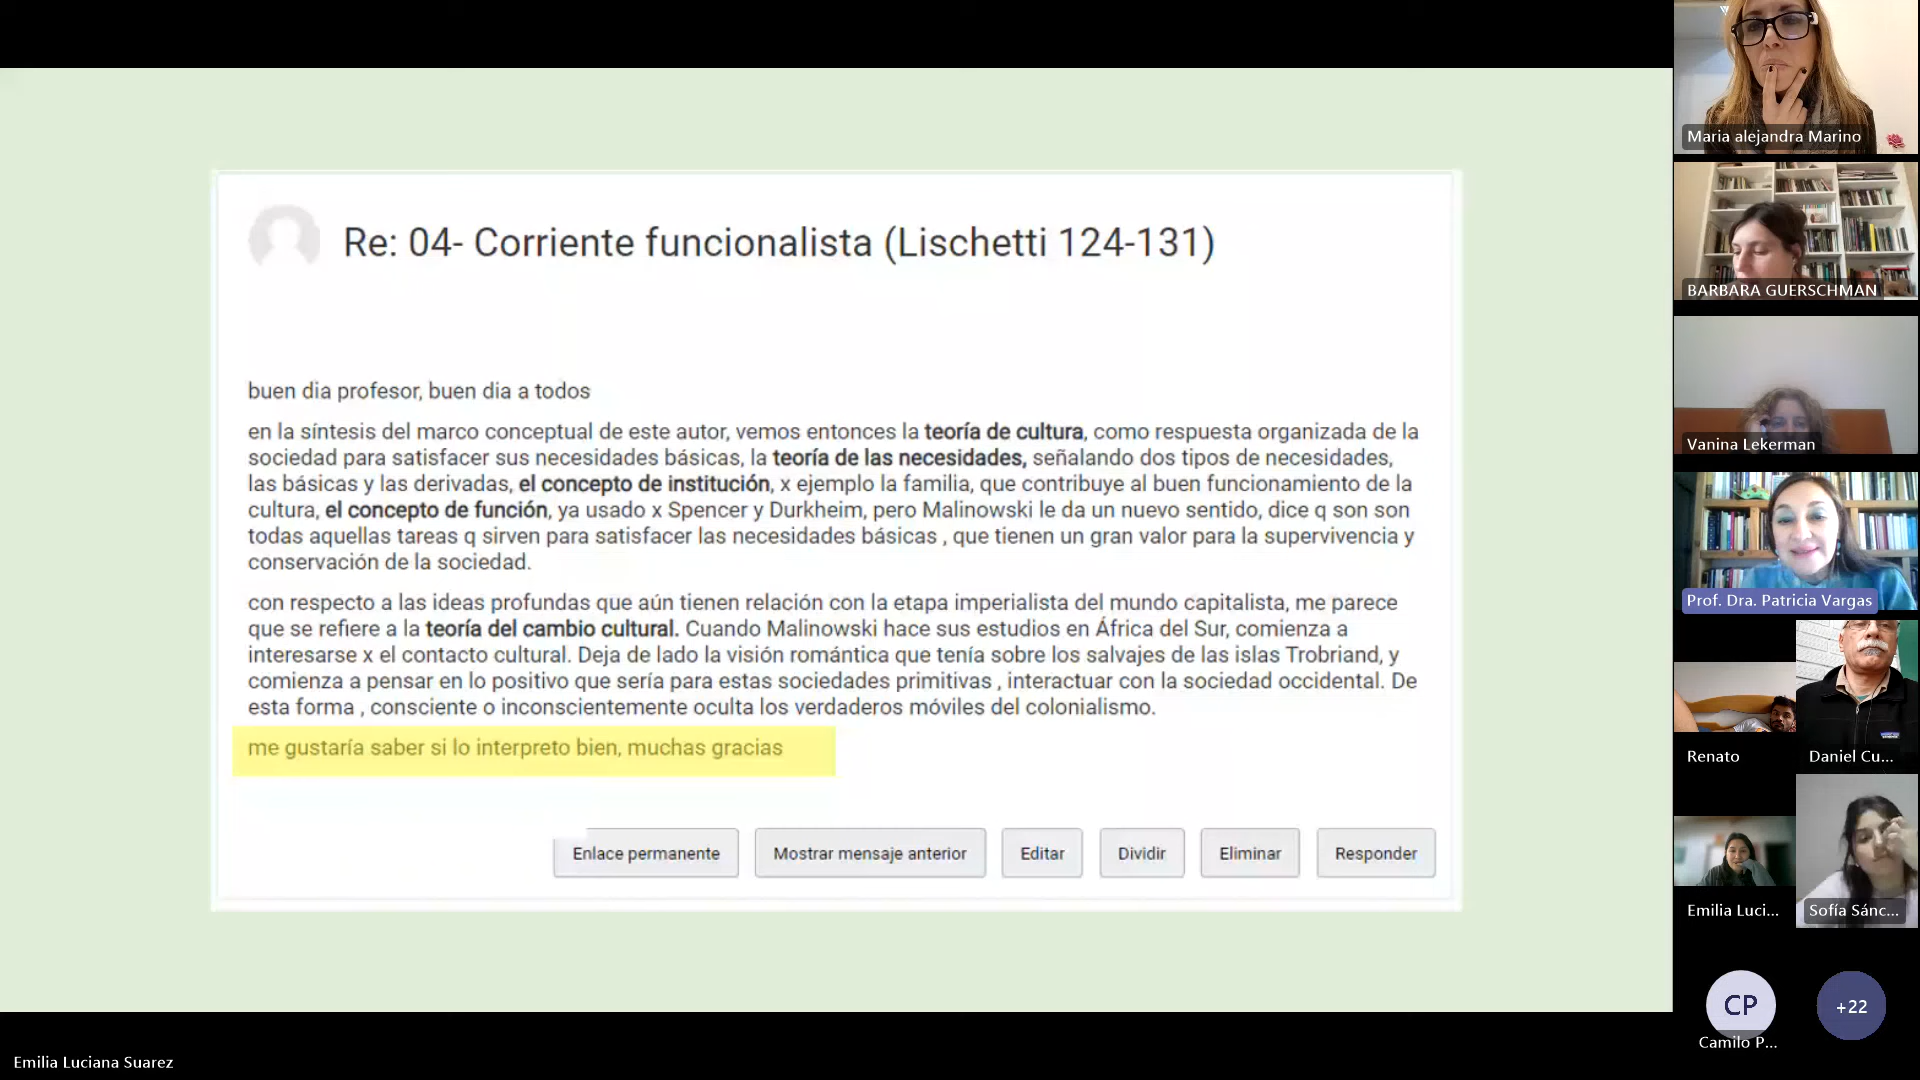 Re: 04- Corriente funcionalista (Lischetti 124-131)
buen dia profesor, buen dia a todos
en la síntesis del marco conceptual de este autor, vemos entonces la teoría de cultura, como respuesta organizada de la
sociedad para satisfacer sus necesidades básicas, la teoría de las necesidades, señalando dos tipos de necesidades,
las básicas y las derivadas, el concepto de institución, x ejemplo la familia, que contribuye al buen funcionamiento de la
cultura, el concepto de función, ya usado x Spencer y Durkheim, pero Malinowski le da un nuevo sentido, dice q son son
todas aquellas tareas q sirven para satisfacer las necesidades básicas , que tienen un gran valor para la supervivencia y
conservación de la sociedad.
con respecto a las ideas profundas que aún tienen relación con la etapa imperialista del mundo capitalista, me parece
que se refiere a la teoría del cambio cultural. Cuando Malinowski hace sus estudios en África del Sur, comienza a
interesarse x el contacto cultural. Deja de lado la visión romántica que tenía sobre los salvajes de las islas Trobriand, y
comienza a pensar en lo positivo que sería para estas sociedades primitivas , interactuar con la sociedad occidental. De
esta forma , consciente o inconscientemente oculta los verdaderos móviles del colonialismo.
me gustaría saber si lo interpreto bien, muchas gracias
Enlace permanente
Mostrar mensaje anterior
Editar
Dividir
Eliminar
Responder
Maria alejandra Marino
BARBARA GUERSCHMAN
Vanina Lekerman
Prof. Dra. Patricia Vargas
Renato
Daniel Cu...
Emilia Luci...
Sofía Sánc...
CP
+22
Camilo P...
Emilia Luciana Suarez